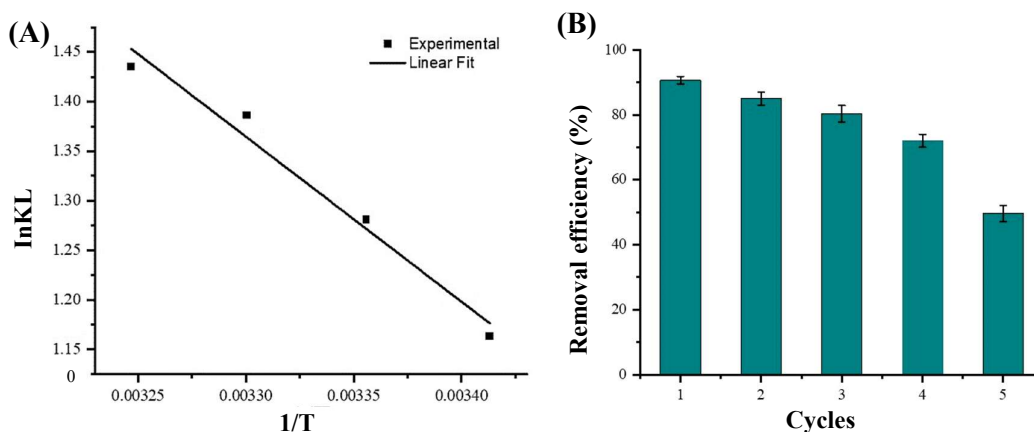 (A)
1.45
1.40
1.35
1.30
1.25
1.20
1.15
0
lnKL
Experimental
Linear Fit
0.00325
0.00330
0.00335
0.00340
1/T
(B)
100
80
60
40
20
0
Removal efficiency (%)
1
2
3
4
5
Cycles